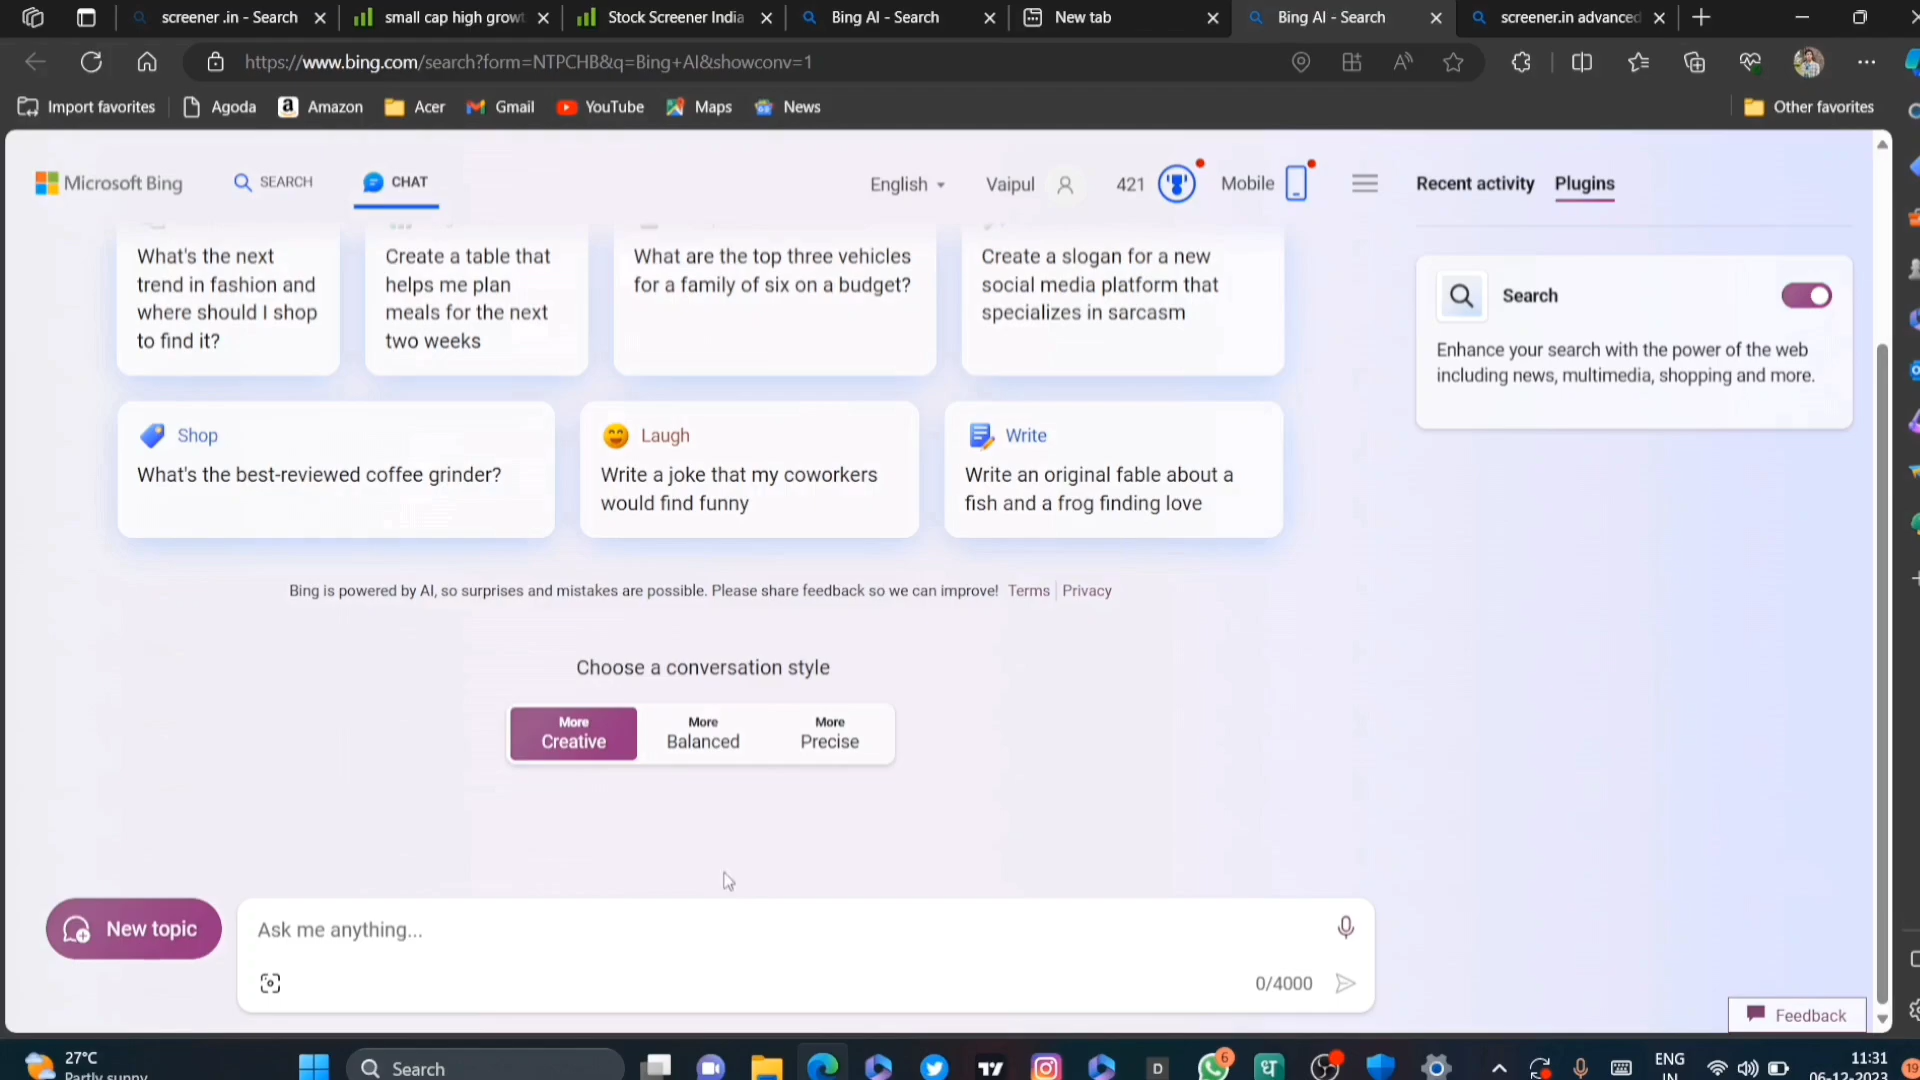 screener .in - Search
small cap high growt
Stock Screener India
Bing AI - Search
New tab
Bing AI - Search
screener.in advanced
https://www.bing.com/search?form=NTPCHB&q=Bing+AI&showconv=1
Import favorites
Agoda
Amazon
Acer
Gmail
YouTube
Maps
News
Other favorites
Microsoft Bing
SEARCH
CHAT
English
Vaipul
421
Mobile
Recent activity
Plugins
What's the next
trend in fashion and
where should I shop
to find it?
Create a table that
helps me plan
meals for the next
two weeks
What are the top three vehicles
for a family of six on a budget?
Create a slogan for a new
social media platform that
specializes in sarcasm
Search
Enhance your search with the power of the web
including news, multimedia, shopping and more.
Shop
What's the best-reviewed coffee grinder?
Laugh
Write a joke that my coworkers
would find funny
Write
Write an original fable about a
fish and a frog finding love
Bing is powered by AI, so surprises and mistakes are possible. Please share feedback so we can improve! Terms Privacy
Choose a conversation style
More
Creative
More
Balanced
More
Precise
New topic
Ask me anything...
0/4000
Feedback
27°C
Partly sunny
Search
D
6
ध
ENG
IN
11:31
06-12-2023
19